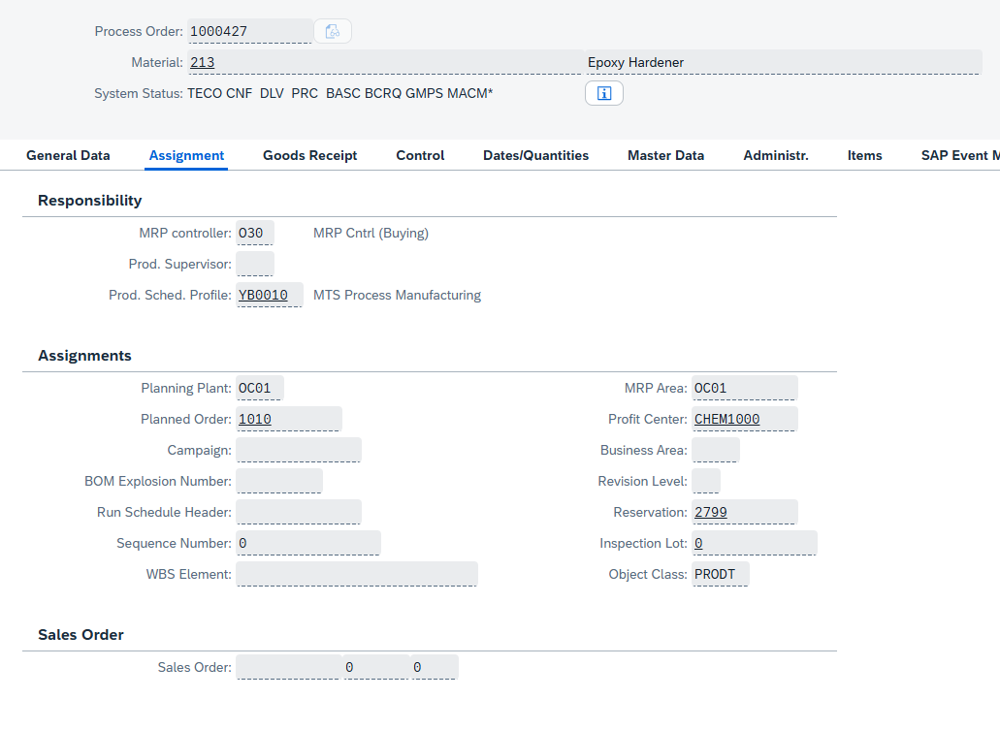 Process Order: 1000427
Material: 213 Epoxy Hardener
System Status: TECO CNF DLV PRC BASC BCRQ GMPS MACM*
General Data Assignment Goods Receipt Control Dates/Quantities Master Data Administr. Items SAP Event M
Responsibility
MRP controller: O30 MRP Cntrl (Buying)
Prod. Supervisor:
Prod. Sched. Profile: YB0010 MTS Process Manufacturing
Assignments
Planning Plant: OC01 MRP Area: OC01
Planned Order: 1010 Profit Center: CHEM1000
Campaign: Business Area:
BOM Explosion Number: Revision Level:
Run Schedule Header: Reservation: 2799
Sequence Number: 0 Inspection Lot: 0
WBS Element: Object Class: PRODT
Sales Order
Sales Order: 0 0